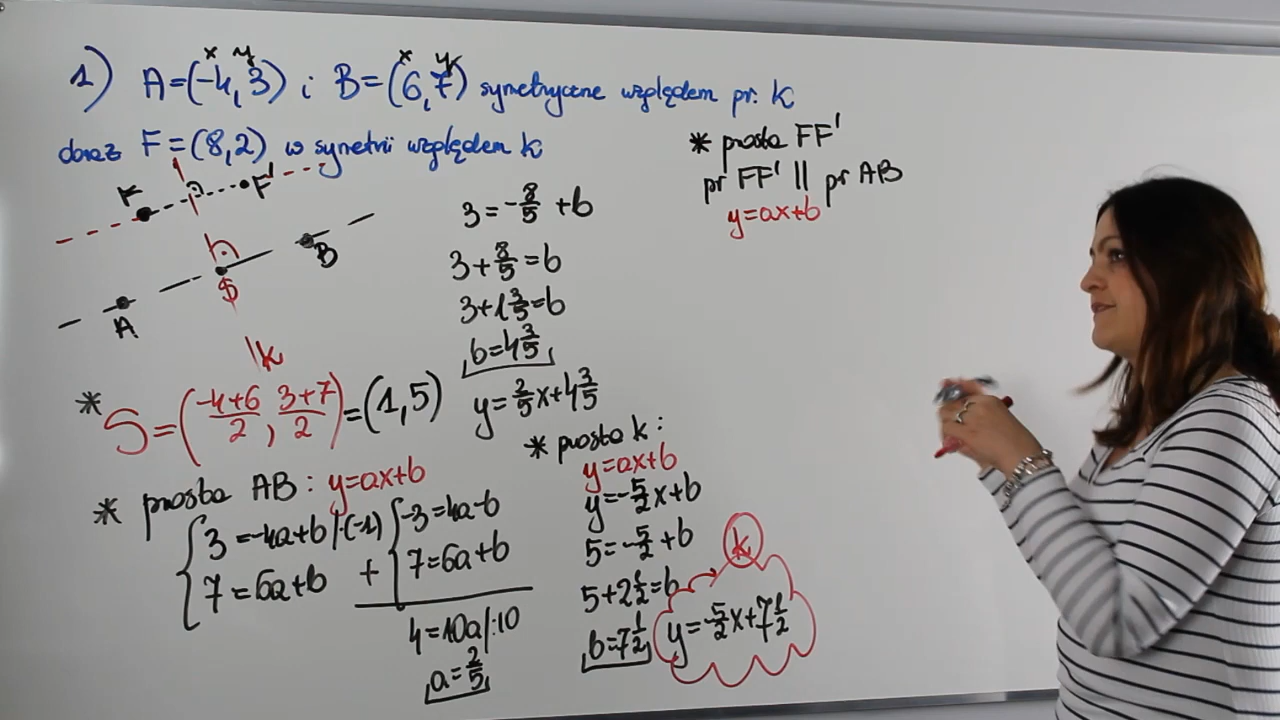 1) A=(-4,3) i B=(6,7) symetryczne względem pr. k
x y x y
oraz F=(8,2) w symetrii względem k
F F'
A S B
k
* S=(-4+6/2, 3+7/2)=(1,5)
* prosta AB: y=ax+b
{3=-4a+b |·(-1)
7=6a+b
+ {-3=4a-b
7=6a+b
4=10a|:10
a=2/5
3=-8/5+b
3+8/5=b
3+1 3/5=b
b=4 3/5
y=2/5x+4 3/5
* prosta k:
y=ax+b
y=-5/2x+b
5=-5/2+b
5+2 1/2=b
b=7 1/2
k
y=-5/2x+7 1/2
* prosta FF'
pr FF' || pr AB
y=ax+b